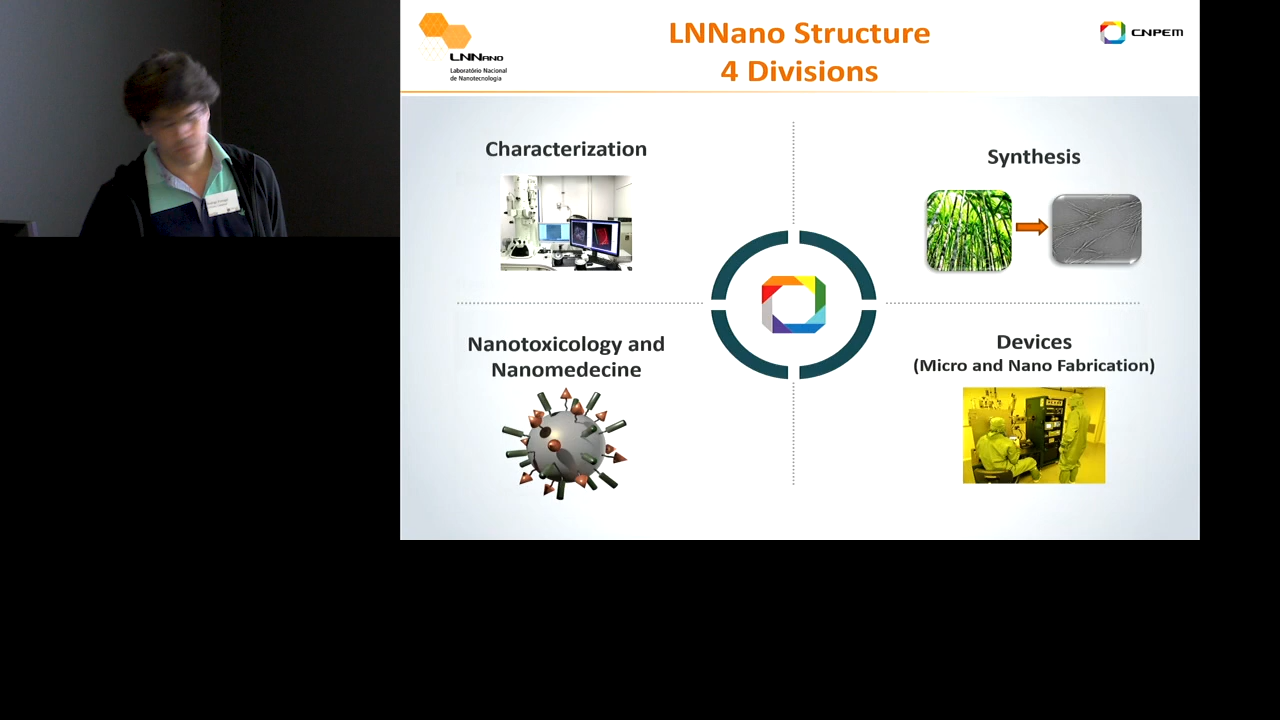 LNNano
Laboratório Nacional
de Nanotecnologia
LNNano Structure
4 Divisions
CNPEM
Characterization
Synthesis
Nanotoxicology and
Nanomedecine
Devices
(Micro and Nano Fabrication)